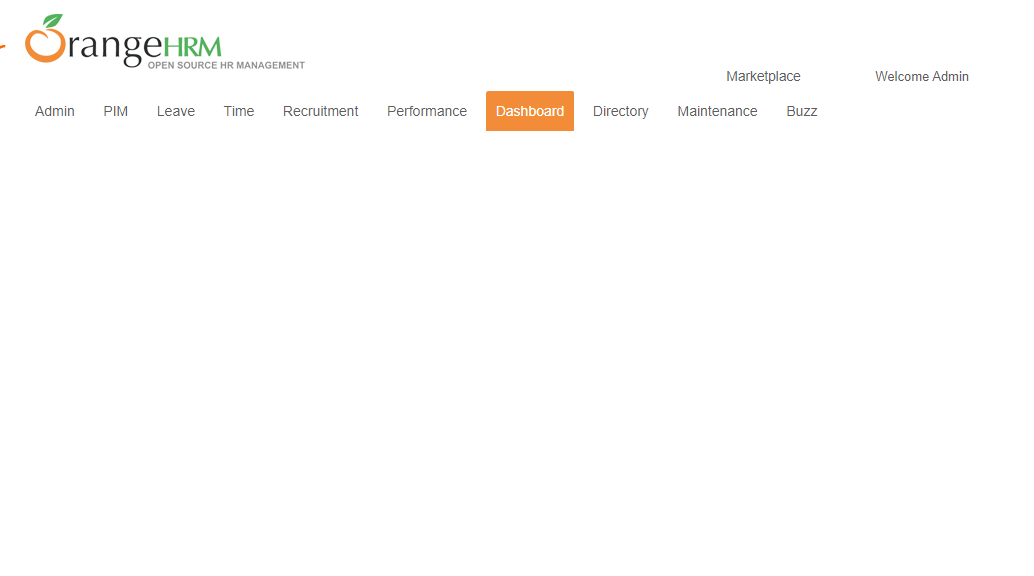 OrangeHRM
OPEN SOURCE HR MANAGEMENT
Marketplace Welcome Admin
Admin PIM Leave Time Recruitment Performance Dashboard Directory Maintenance Buzz